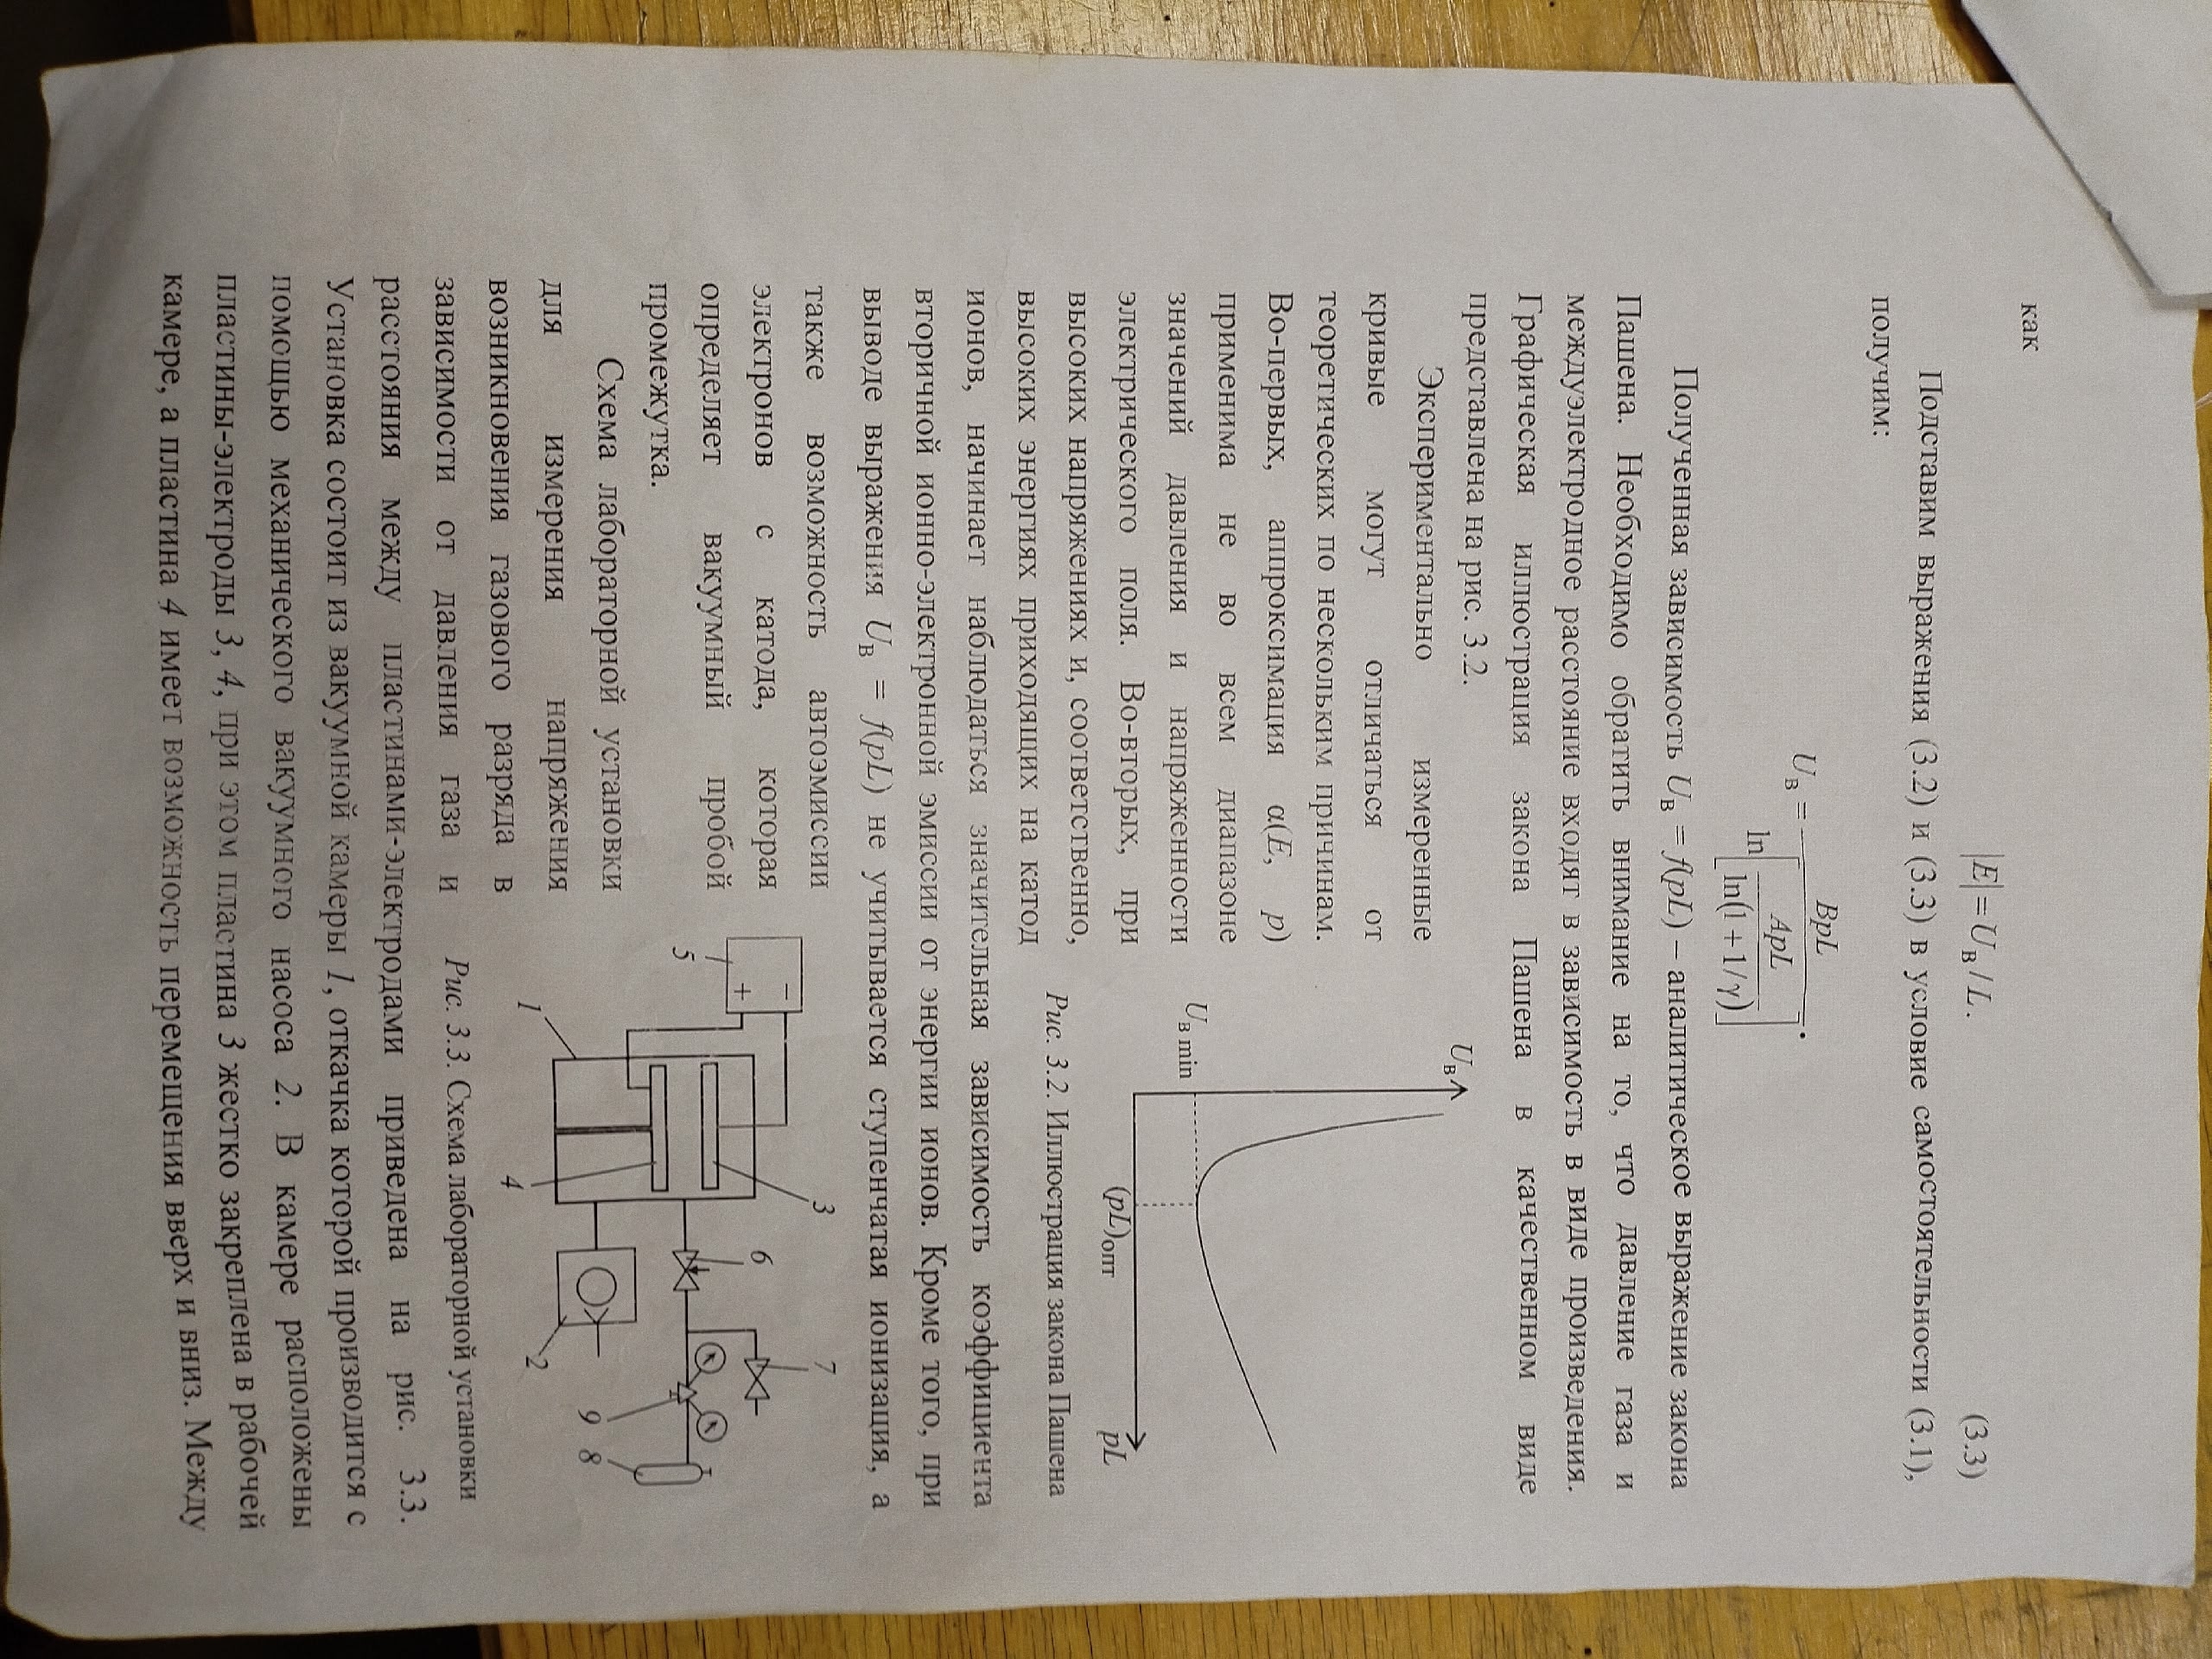 как
|E| = U_В / L. (3.3)
Подставим выражения (3.2) и (3.3) в условие самостоятельности (3.1),
получим:
U_В = BpL / ln[ApL / ln(1 + 1/γ)].
Полученная зависимость U_В = f(pL) – аналитическое выражение закона
Пашена. Необходимо обратить внимание на то, что давление газа и
междуэлектродное расстояние входят в зависимость в виде произведения.
Графическая иллюстрация закона Пашена в качественном виде
представлена на рис. 3.2.
Экспериментально измеренные
кривые могут отличаться от
теоретических по нескольким причинам.
Во-первых, аппроксимация α(E, p)
применима не во всем диапазоне
значений давления и напряженности
электрического поля. Во-вторых, при
высоких напряжениях и, соответственно,
высоких энергиях приходящих на катод
U_В
U_В min
(pL)_опт
pL
Рис. 3.2. Иллюстрация закона Пашена
ионов, начинает наблюдаться значительная зависимость коэффициента
вторичной ионно-электронной эмиссии от энергии ионов. Кроме того, при
выводе выражения U_В = f(pL) не учитывается ступенчатая ионизация, а
также возможность автоэмиссии
электронов с катода, которая
определяет вакуумный пробой
промежутка.
Схема лабораторной установки
для измерения напряжения
возникновения газового разряда в
зависимости от давления газа и
3
7
6
–
+
5
1
4
2
9
8
Рис. 3.3. Схема лабораторной установки
расстояния между пластинами-электродами приведена на рис. 3.3.
Установка состоит из вакуумной камеры 1, откачка которой производится с
помощью механического вакуумного насоса 2. В камере расположены
пластины-электроды 3, 4, при этом пластина 3 жестко закреплена в рабочей
камере, а пластина 4 имеет возможность перемещения вверх и вниз. Между